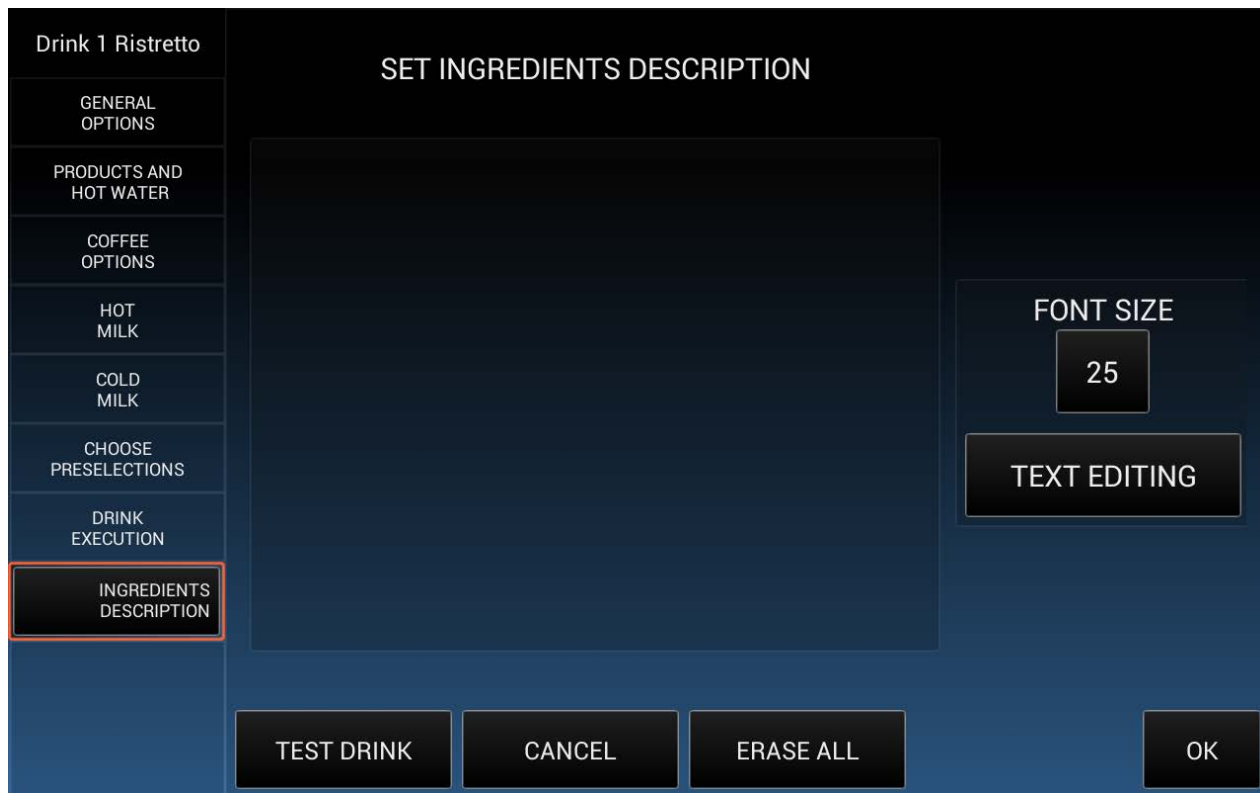 Drink 1 Ristretto
SET INGREDIENTS DESCRIPTION
GENERAL
OPTIONS
PRODUCTS AND
HOT WATER
COFFEE
OPTIONS
HOT
MILK
COLD
MILK
CHOOSE
PRESELECTIONS
DRINK
EXECUTION
INGREDIENTS
DESCRIPTION
FONT SIZE
25
TEXT EDITING
TEST DRINK
CANCEL
ERASE ALL
OK